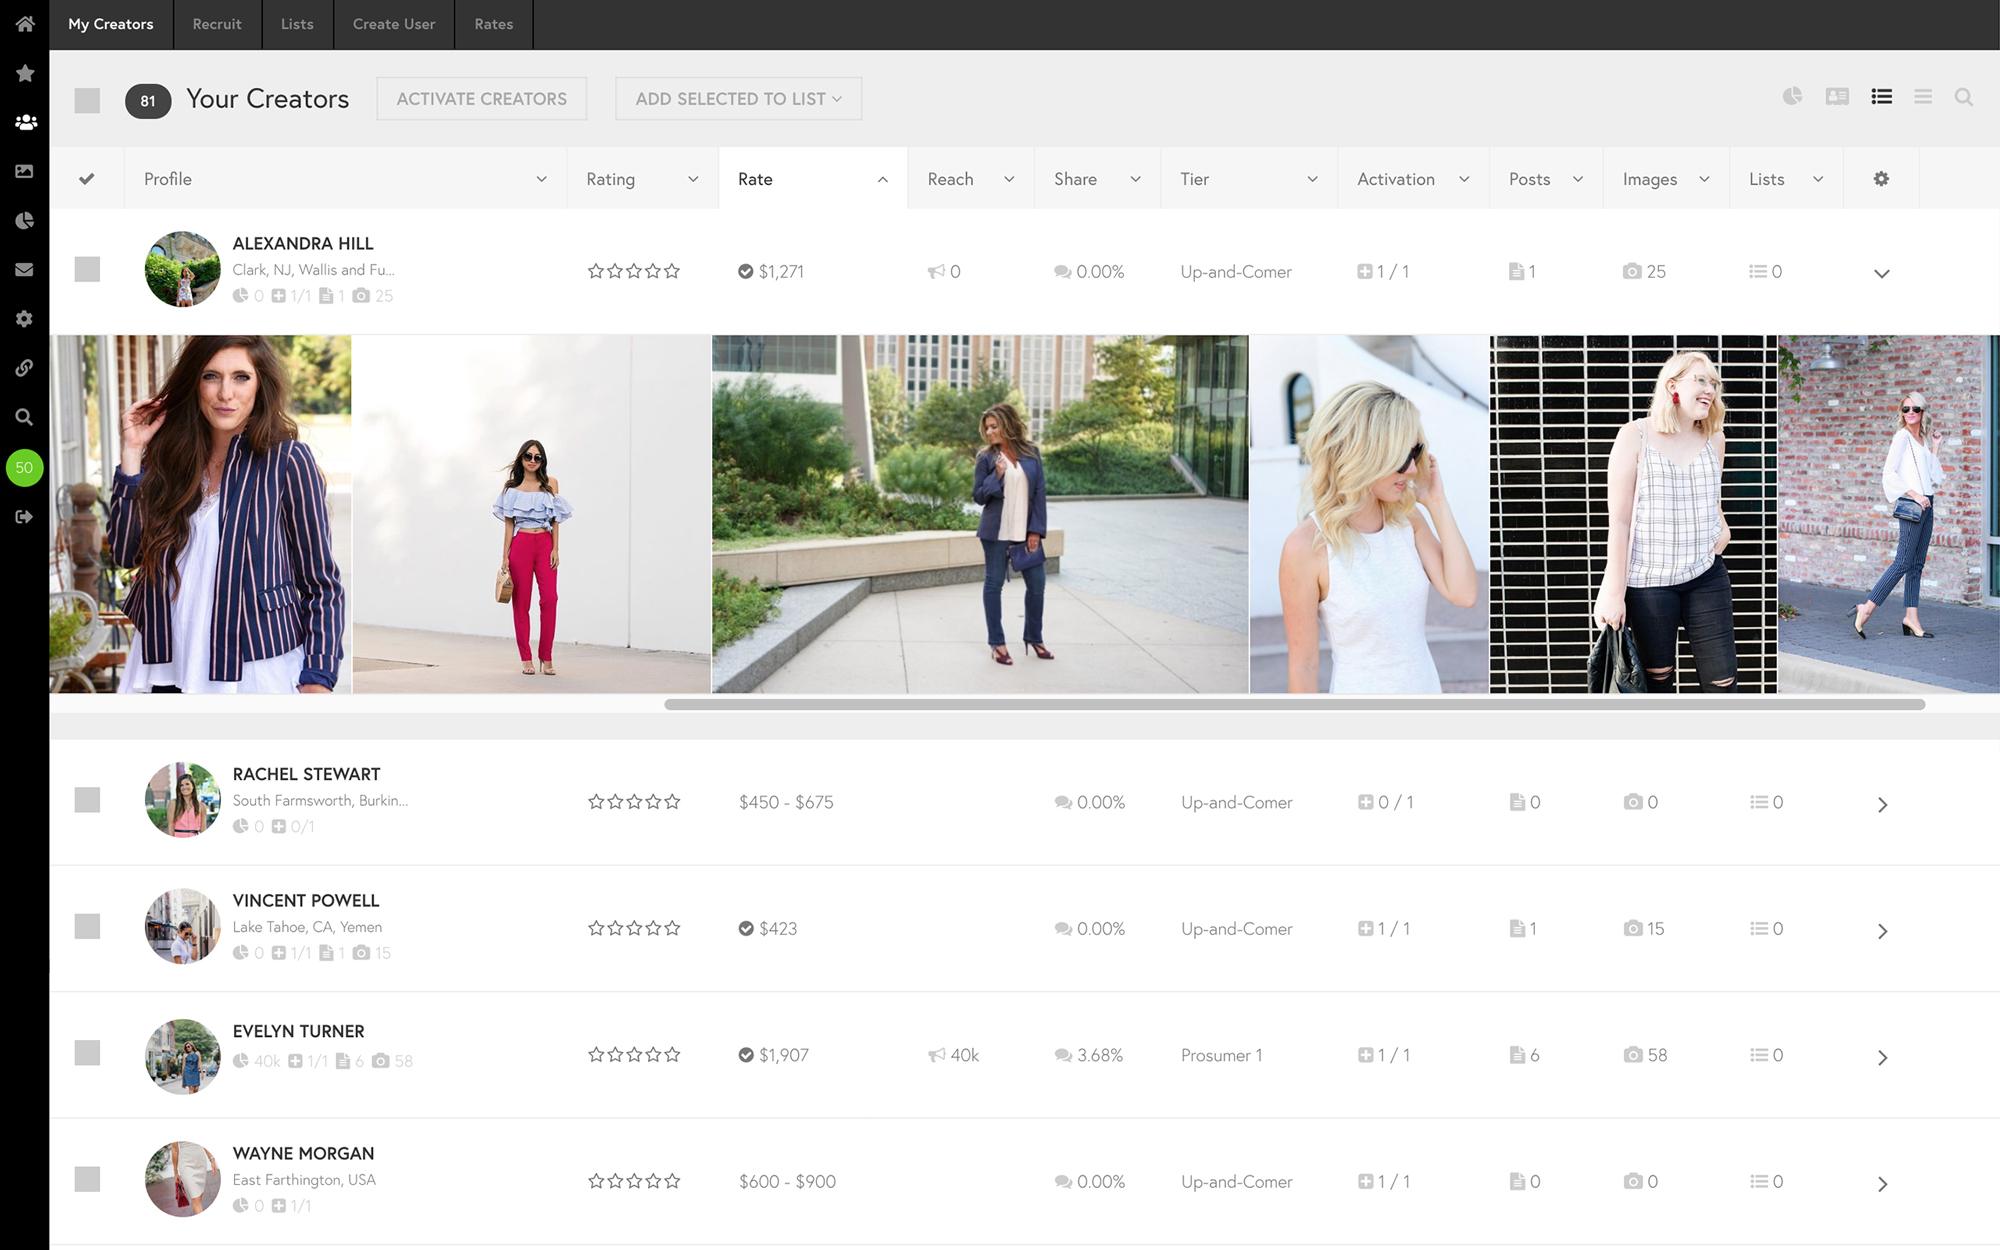 My Creators Recruit Lists Create User Rates
81 Your Creators ACTIVATE CREATORS ADD SELECTED TO LIST
Profile Rating Rate Reach Share Tier Activation Posts Images Lists
ALEXANDRA HILL
Clark, NJ, Wallis and Fu...
0 1/1 1 25
$1,271 0 0.00% Up-and-Comer 1 / 1 1 25 0
50
RACHEL STEWART
South Farmsworth, Burkin...
0 0/1
$450 - $675 0.00% Up-and-Comer 0 / 1 0 0 0
VINCENT POWELL
Lake Tahoe, CA, Yemen
0 1/1 1 15
$423 0.00% Up-and-Comer 1 / 1 1 15 0
EVELYN TURNER
40k 1/1 6 58
$1,907 40k 3.68% Prosumer 1 1 / 1 6 58 0
WAYNE MORGAN
East Farthington, USA
0 1/1
$600 - $900 0.00% Up-and-Comer 1 / 1 0 0 0